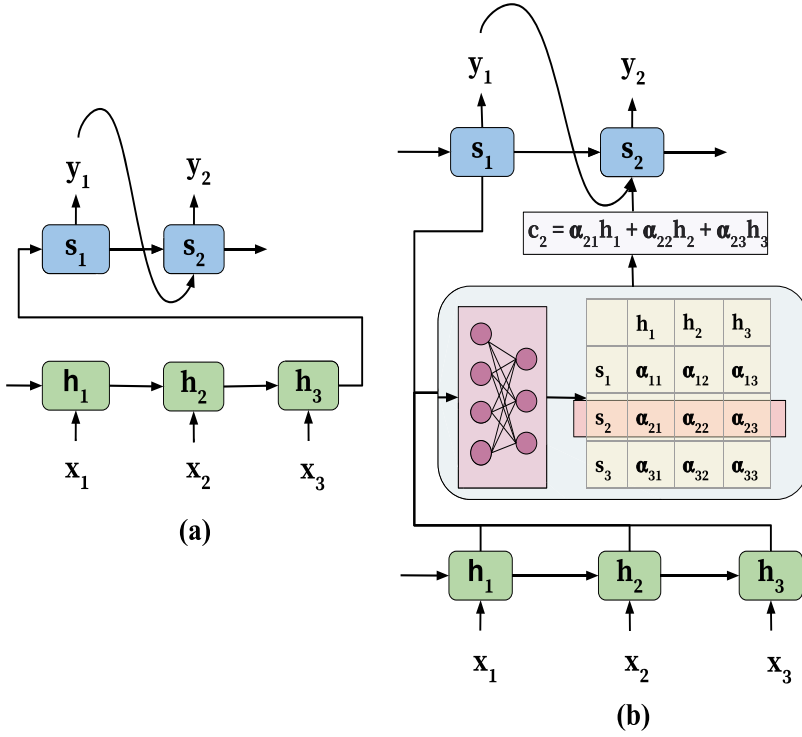 y₁ y₂
s₁ s₂
h₁ h₂ h₃
x₁ x₂ x₃
(a)
y₁ y₂
s₁ s₂
c₂ = α₂₁h₁ + α₂₂h₂ + α₂₃h₃
h₁ h₂ h₃
s₁ α₁₁ α₁₂ α₁₃
s₂ α₂₁ α₂₂ α₂₃
s₃ α₃₁ α₃₂ α₃₃
h₁ h₂ h₃
x₁ x₂ x₃
(b)